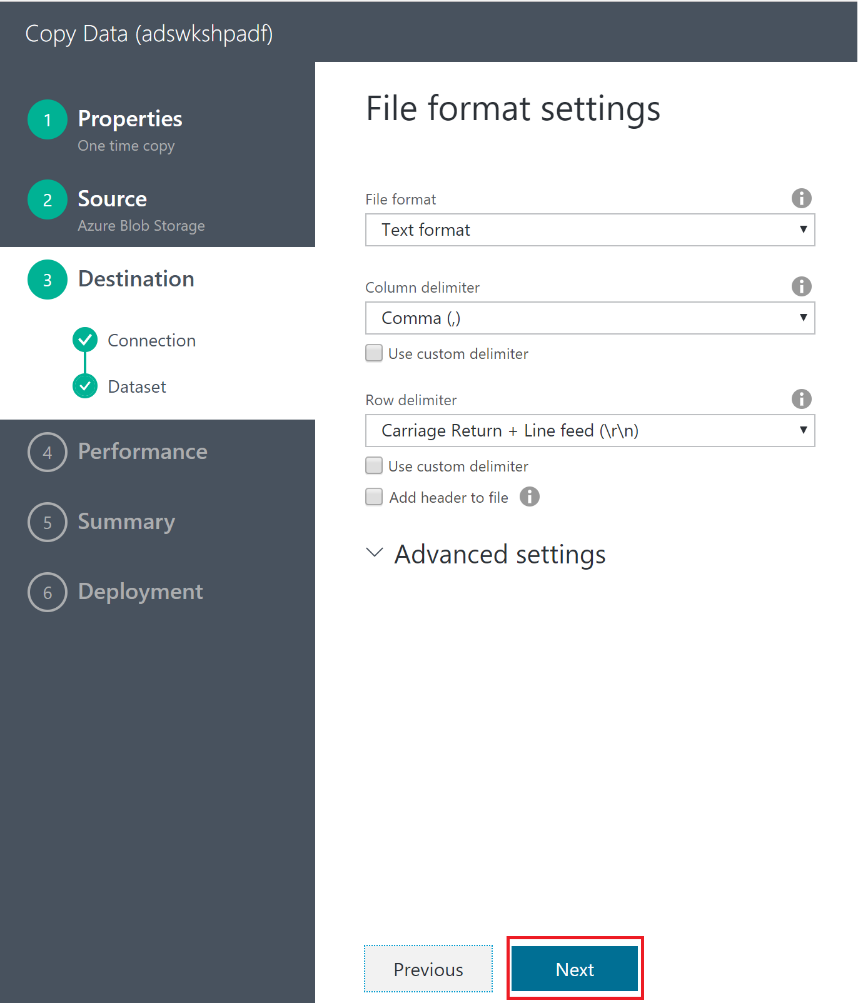 Copy Data (adswkshpadf)
1 Properties
One time copy
2 Source
Azure Blob Storage
3 Destination
Connection
Dataset
4 Performance
5 Summary
6 Deployment
File format settings
File format
Text format
Column delimiter
Comma (,)
Use custom delimiter
Row delimiter
Carriage Return + Line feed (\r\n)
Use custom delimiter
Add header to file
Advanced settings
Previous
Next